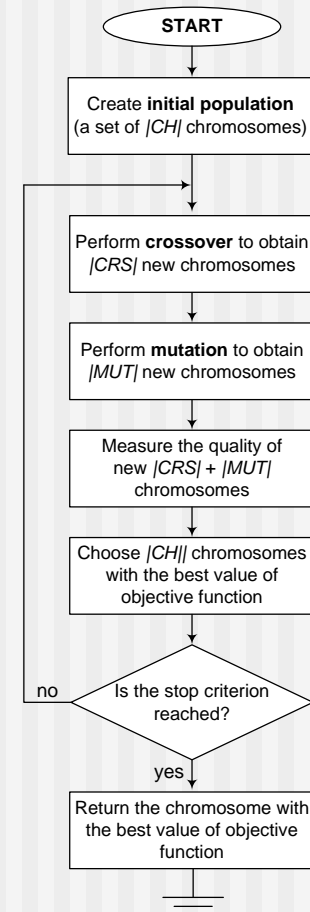 START
Create initial population
(a set of |CH| chromosomes)
Perform crossover to obtain
|CRS| new chromosomes
Perform mutation to obtain
|MUT| new chromosomes
Measure the quality of
new |CRS| + |MUT|
chromosomes
Choose |CH|| chromosomes
with the best value of
objective function
Is the stop criterion
reached?
no
yes
Return the chromosome with
the best value of objective
function